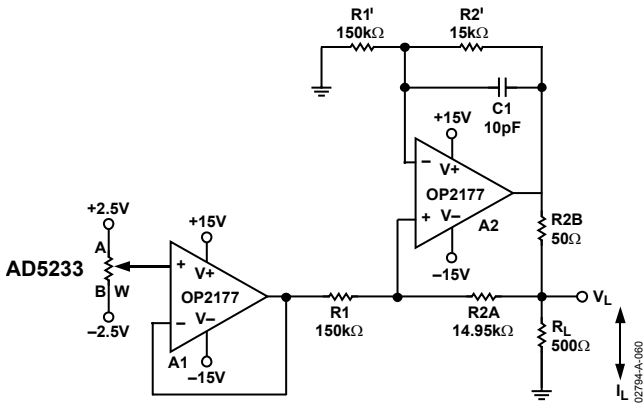 R1'
150kΩ
R2'
15kΩ
C1
10pF
+15V
–
V+
OP2177
+
V–
A2
–15V
R2B
50Ω
+2.5V
A
AD5233
B
W
–2.5V
+15V
+
V+
OP2177
–
V–
A1
–15V
R1
150kΩ
R2A
14.95kΩ
VL
RL
500Ω
IL
02794-A-060